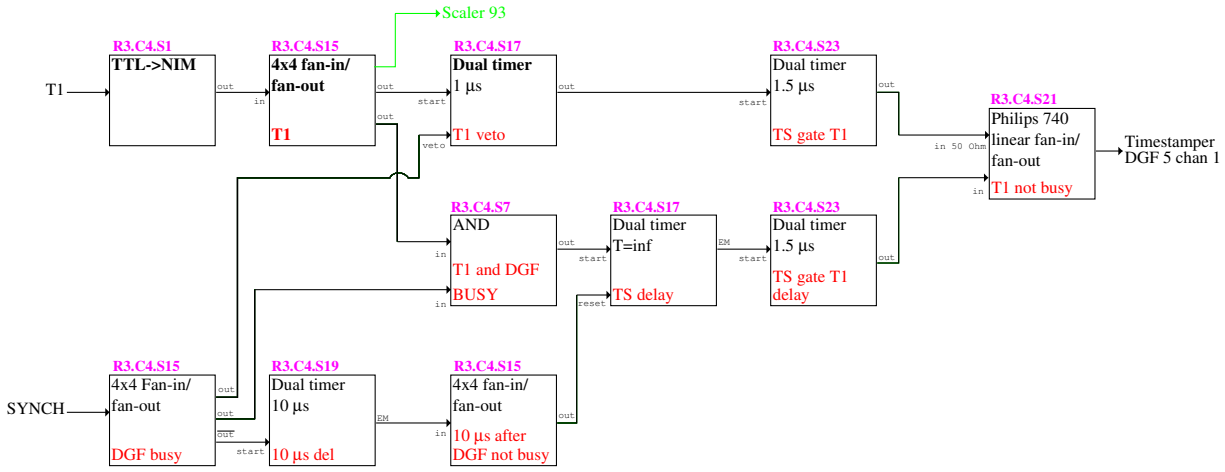 Scaler 93
R3.C4.S1
TTL->NIM
T1
out
R3.C4.S15
4x4 fan-in/
fan-out
T1
in
out
out
R3.C4.S17
Dual timer
1 µs
T1 veto
start
veto
out
R3.C4.S23
Dual timer
1.5 µs
TS gate T1
start
out
R3.C4.S21
Philips 740
linear fan-in/
fan-out
T1 not busy
in 50 Ohm
in
Timestamper
DGF 5 chan 1
R3.C4.S7
AND
T1 and DGF
BUSY
in
in
out
R3.C4.S17
Dual timer
T=inf
TS delay
start
reset
EM
R3.C4.S23
Dual timer
1.5 µs
TS gate T1
delay
start
out
SYNCH
R3.C4.S15
4x4 Fan-in/
fan-out
DGF busy
out
out
out
R3.C4.S19
Dual timer
10 µs
10 µs del
start
EM
R3.C4.S15
4x4 fan-in/
fan-out
10 µs after
DGF not busy
in
out